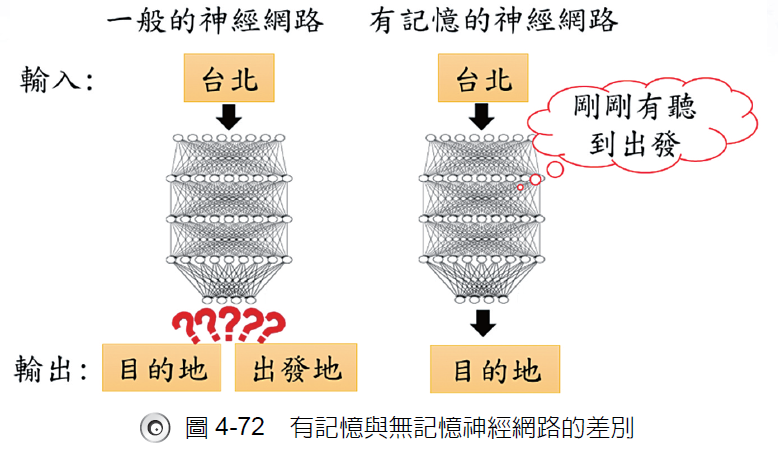 一般的神經網路 有記憶的神經網路
輸入: 台北 台北
剛剛有聽
到出發
?????
輸出: 目的地 出發地 目的地
圖 4-72 有記憶與無記憶神經網路的差別